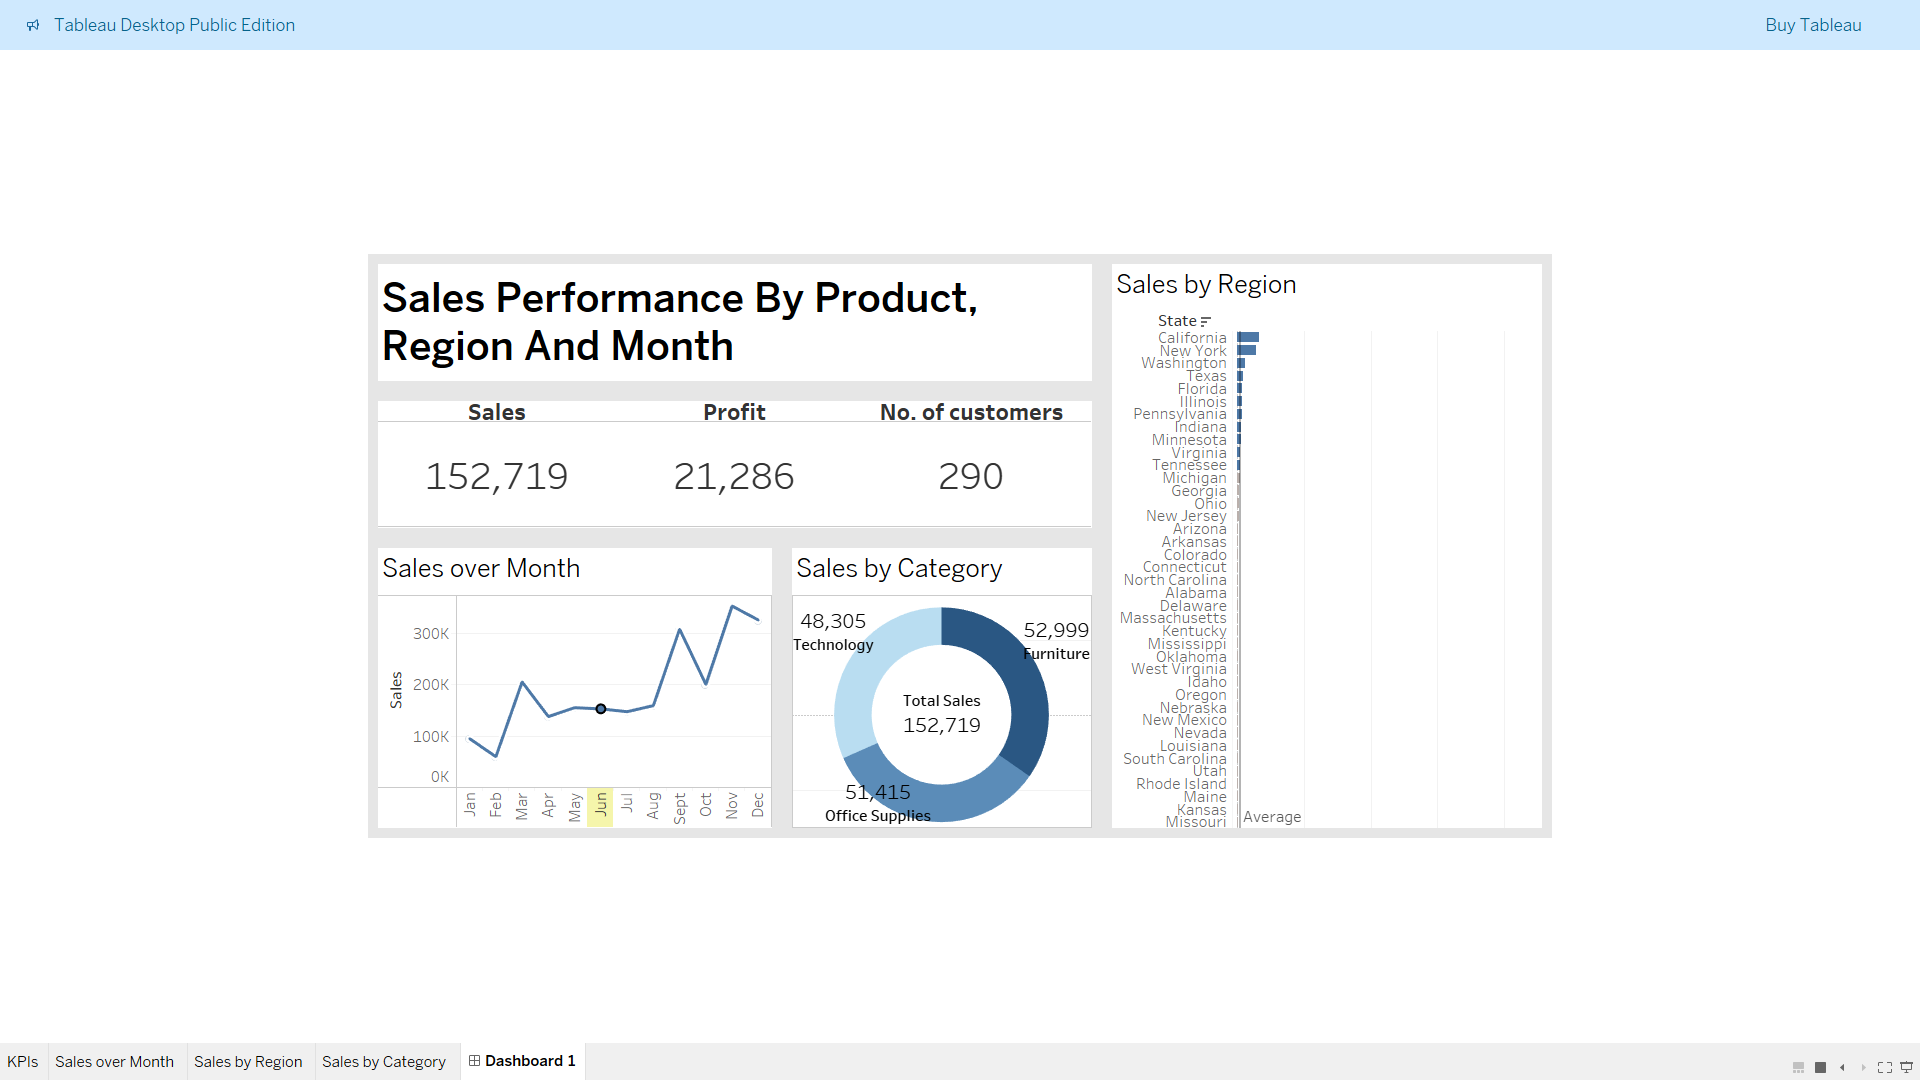 Tableau Desktop Public Edition
Buy Tableau
Sales Performance By Product,
Region And Month
Sales
Profit
No. of customers
152,719
21,286
290
Sales over Month
Sales
300K
200K
100K
0K
Jan
Feb
Mar
Apr
May
Jun
Jul
Aug
Sept
Oct
Nov
Dec
Sales by Category
48,305
Technology
52,999
Furniture
Total Sales
152,719
51,415
Office Supplies
Sales by Region
State
California
New York
Washington
Texas
Florida
Illinois
Pennsylvania
Indiana
Minnesota
Virginia
Tennessee
Michigan
Georgia
Ohio
New Jersey
Arizona
Arkansas
Colorado
Connecticut
North Carolina
Alabama
Delaware
Massachusetts
Kentucky
Mississippi
Oklahoma
West Virginia
Idaho
Oregon
Nebraska
New Mexico
Nevada
Louisiana
South Carolina
Utah
Rhode Island
Maine
Kansas
Missouri
Average
KPIs
Sales over Month
Sales by Region
Sales by Category
Dashboard 1